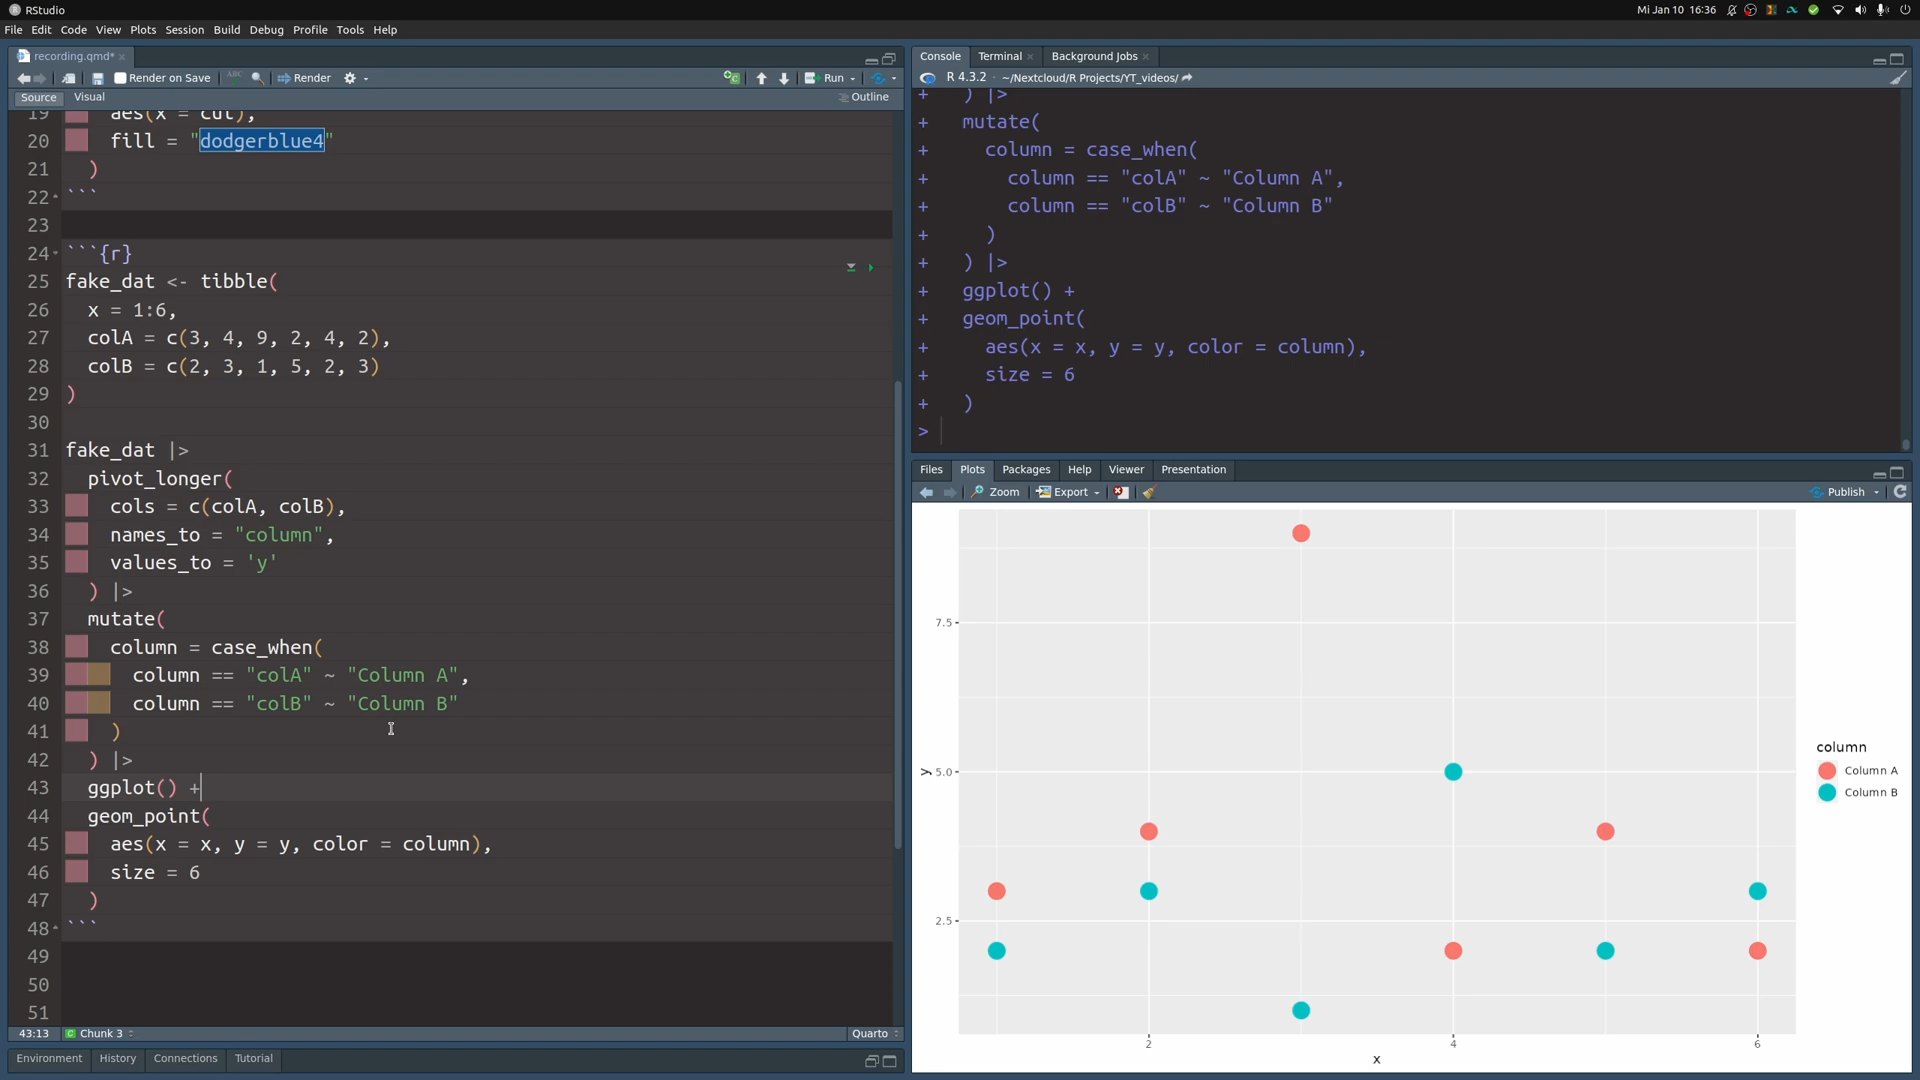 RStudio
Mi Jan 10 16:36
File Edit Code View Plots Session Build Debug Profile Tools Help
recording.qmd*
Render on Save ABC Render Run
Source Visual Outline
19 aes(x = cut),
20 fill = "dodgerblue4"
21 )
22 ```
23
24 ```{r}
25 fake_dat <- tibble(
26 x = 1:6,
27 colA = c(3, 4, 9, 2, 4, 2),
28 colB = c(2, 3, 1, 5, 2, 3)
29 )
30
31 fake_dat |>
32 pivot_longer(
33 cols = c(colA, colB),
34 names_to = "column",
35 values_to = 'y'
36 ) |>
37 mutate(
38 column = case_when(
39 column == "colA" ~ "Column A",
40 column == "colB" ~ "Column B"
41 )
42 ) |>
43 ggplot() +
44 geom_point(
45 aes(x = x, y = y, color = column),
46 size = 6
47 )
48 ```
49
50
51
43:13 Chunk 3 Quarto
Environment History Connections Tutorial
Console Terminal Background Jobs
R 4.3.2 · ~/Nextcloud/R Projects/YT_videos/
+ ) |>
+ mutate(
+ column = case_when(
+ column == "colA" ~ "Column A",
+ column == "colB" ~ "Column B"
+ )
+ ) |>
+ ggplot() +
+ geom_point(
+ aes(x = x, y = y, color = column),
+ size = 6
+ )
>
Files Plots Packages Help Viewer Presentation
Zoom Export Publish
7.5
5.0
2.5
y
2 4 6
x
column
Column A
Column B